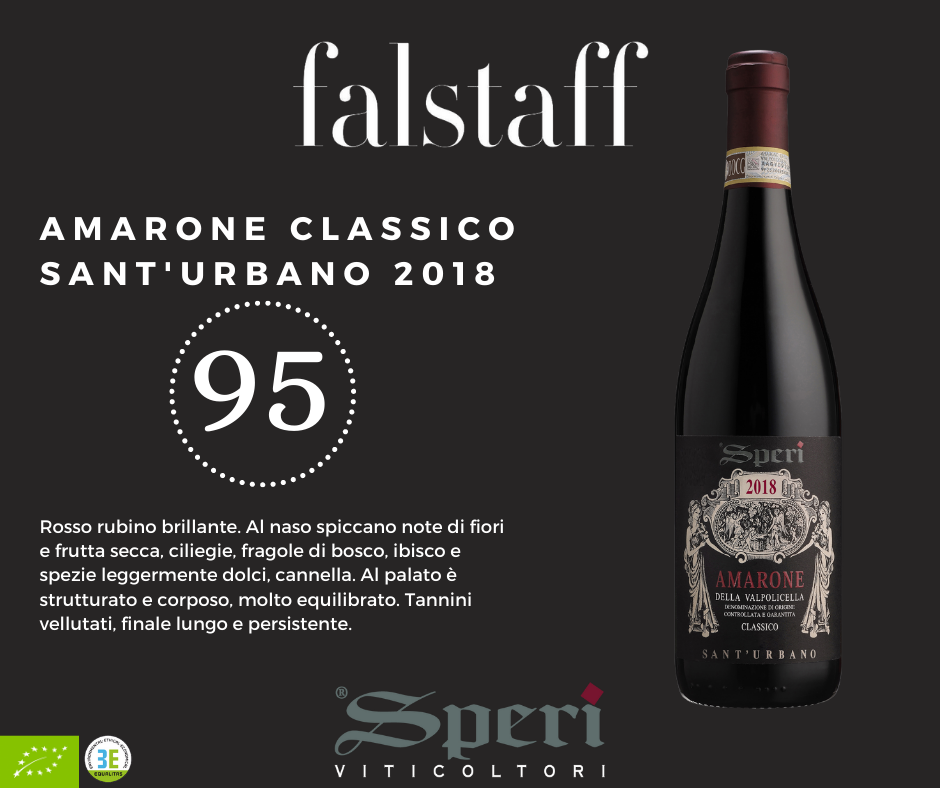 falstaff
AMARONE CLASSICO
SANT'URBANO 2018
95
Rosso rubino brillante. Al naso spiccano note di fiori
e frutta secca, ciliegie, fragole di bosco, ibisco e
spezie leggermente dolci, cannella. Al palato è
strutturato e corposo, molto equilibrato. Tannini
vellutati, finale lungo e persistente.
Speri
2018
AMARONE
DELLA VALPOLICELLA
DENOMINAZIONE DI ORIGINE
CONTROLLATA E GARANTITA
CLASSICO
SANT'URBANO
® Speri
VITICOLTORI
3E
EQUALITAS